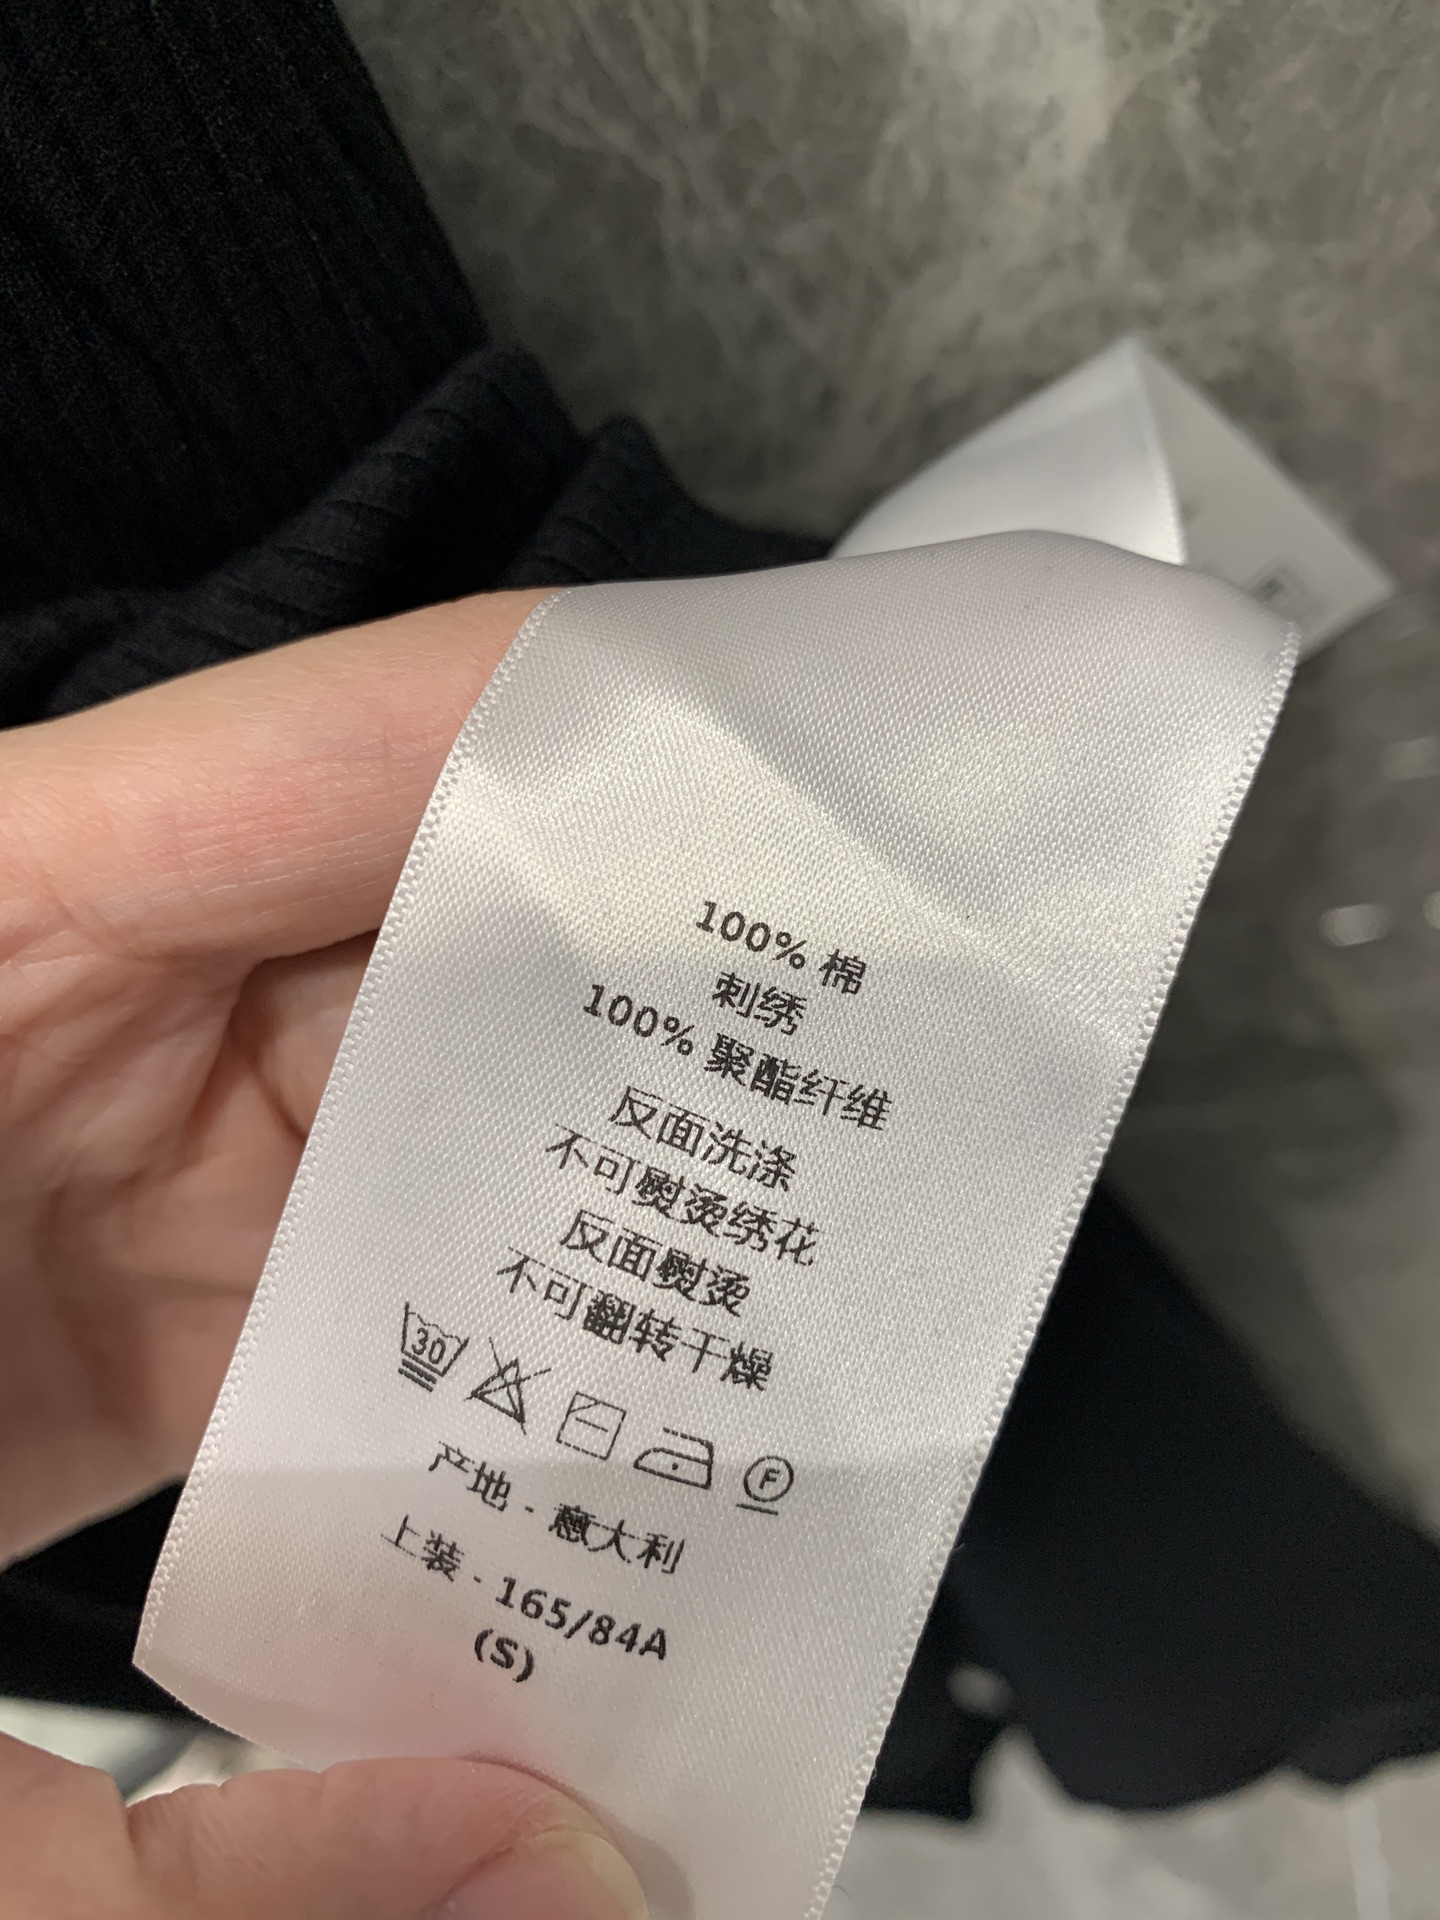 100% 棉
刺绣
100% 聚酯纤维
反面洗涤
不可熨烫绣花
反面熨烫
不可翻转干燥
30
F
产地 - 意大利
上装 - 165/84A
(S)